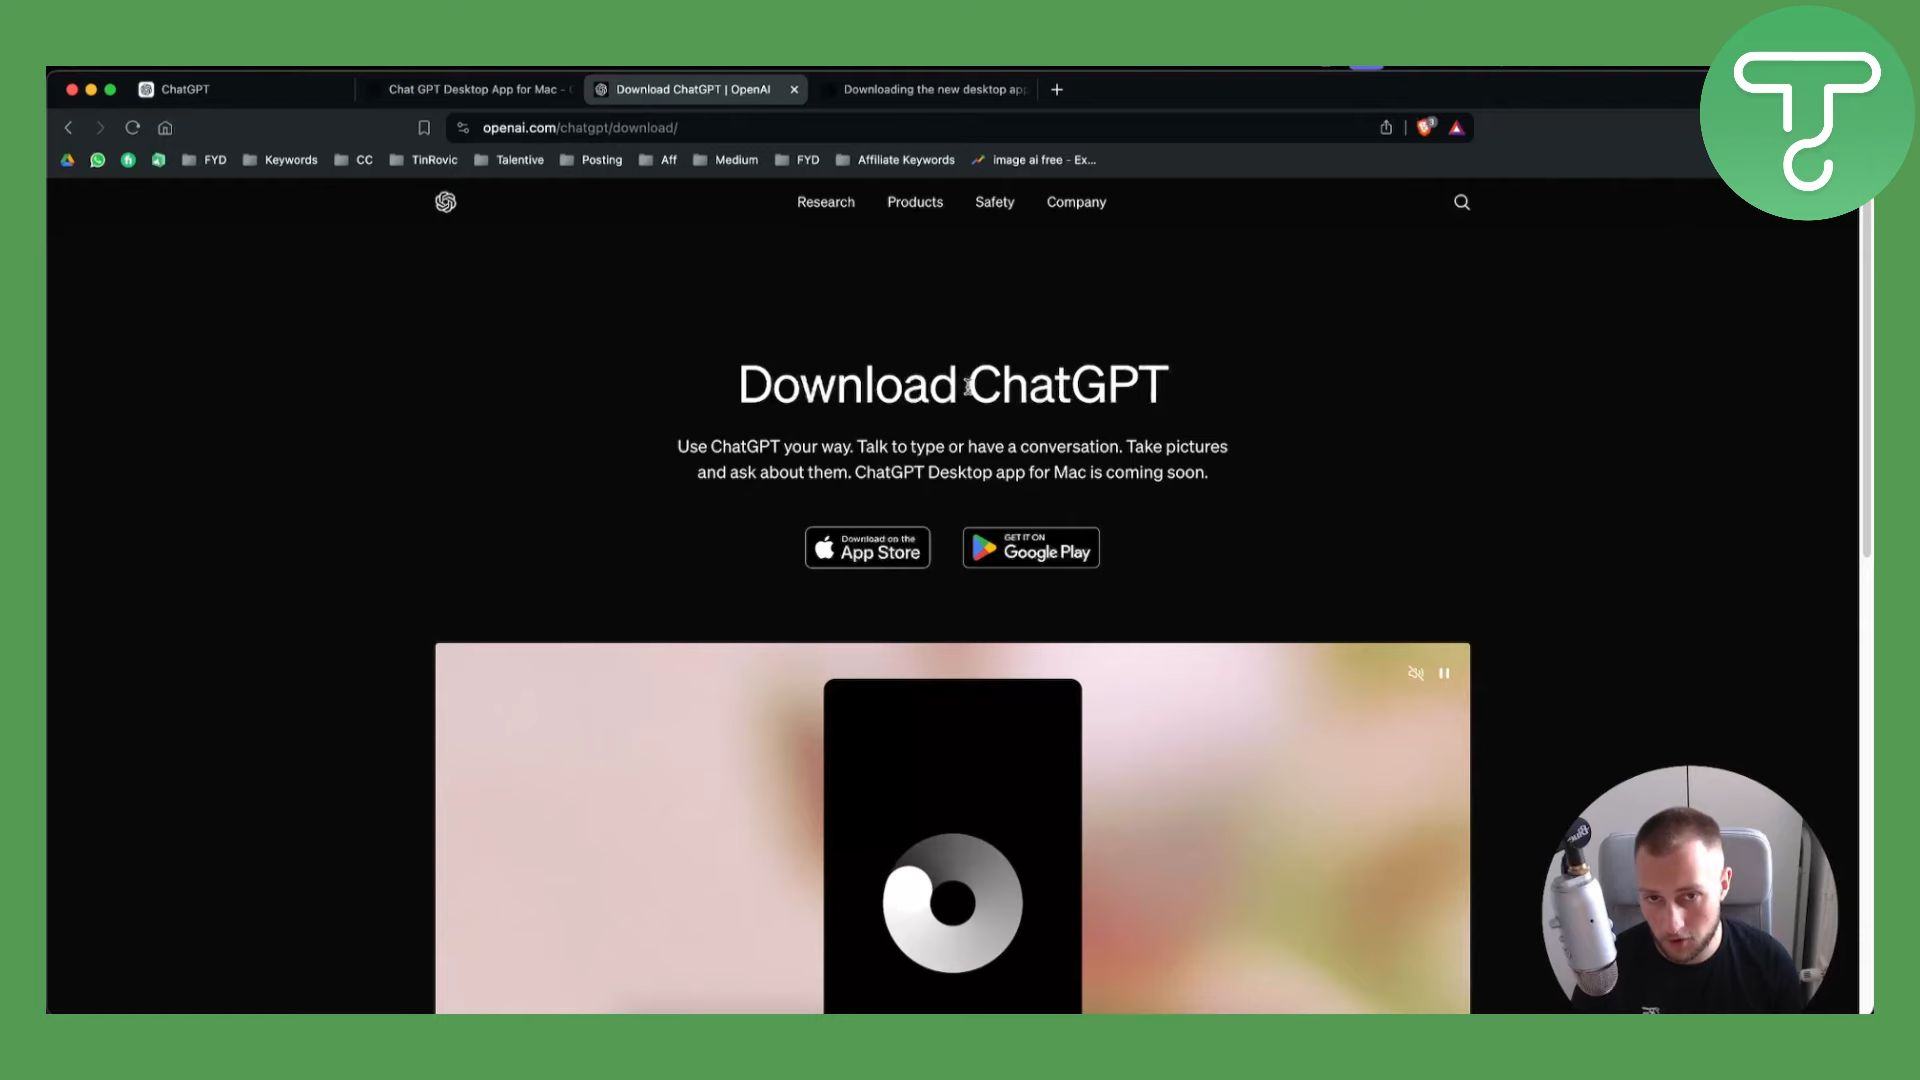 ChatGPT
Chat GPT Desktop App for Mac -
Download ChatGPT | OpenAI
Downloading the new desktop app
openai.com/chatgpt/download/
3
FYD
Keywords
CC
TinRovic
Talentive
Posting
Aff
Medium
FYD
Affiliate Keywords
image ai free - Ex...
Research
Products
Safety
Company
Download ChatGPT
Use ChatGPT your way. Talk to type or have a conversation. Take pictures
and ask about them. ChatGPT Desktop app for Mac is coming soon.
Download on the
App Store
GET IT ON
Google Play